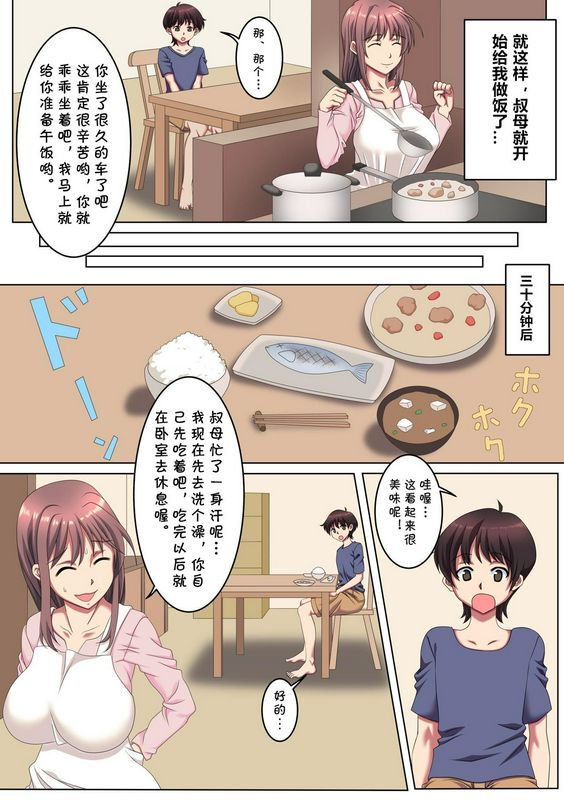 就这样，叔母就开
始给我做饭了…
那、那个…
你坐了很久的车了吧
这肯定很辛苦哟，你就
乖乖坐着吧，我马上就
给你准备午饭哟。
三十分钟后
ドーン
ホク
ホク
哇喔…
这看起来很
美味呢！
叔母忙了一身汗呢…
我现在先去洗个澡，你自
己先吃着吧，吃完以后就
在卧室去休息喔。
好的…